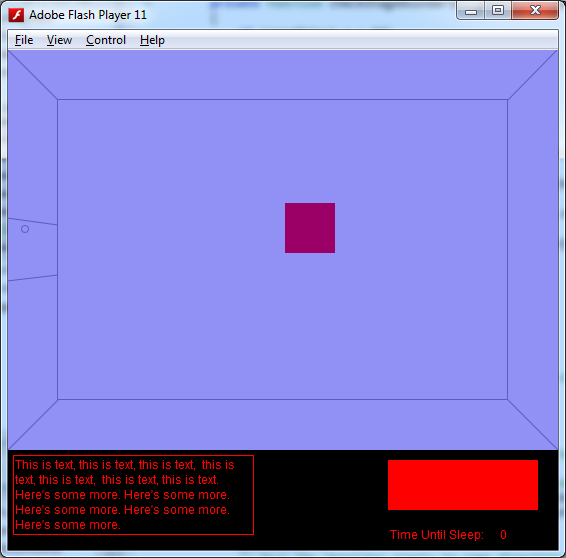 Adobe Flash Player 11
File View Control Help
This is text, this is text, this is text,  this is
text, this is text,  this is text, this is text.
Here's some more. Here's some more.
Here's some more. Here's some more.
Here's some more.
Time Until Sleep: 0